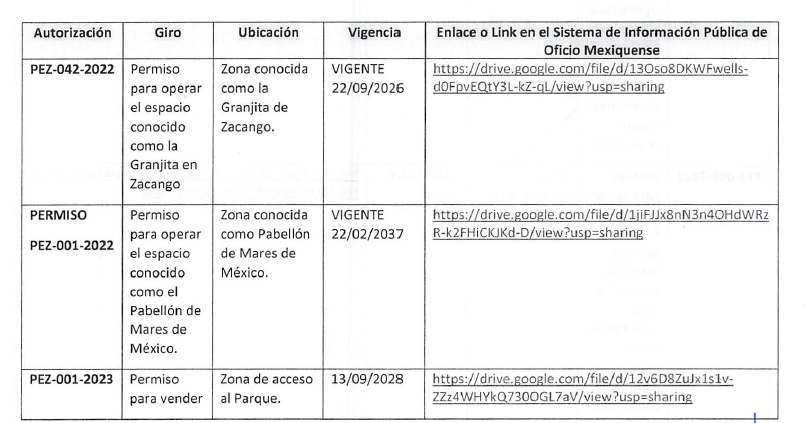 Autorización Giro Ubicación Vigencia Enlace o Link en el Sistema de Información Pública de
Oficio Mexiquense
PEZ-042-2022 Permiso Zona conocida VIGENTE https://drive.google.com/file/d/13Oso8DKWFwells-
para operar como la 22/09/2026 d0FpvEQtY3L-kZ-qL/view?usp=sharing
el espacio Granjita de
conocido Zacango.
como la
Granjita en
Zacango
PERMISO Permiso Zona conocida VIGENTE https://drive.google.com/file/d/1jiFJJx8nN3n4OHdWRz
para operar como Pabellón 22/02/2037 R-k2FHiCKJKd-D/view?usp=sharing
PEZ-001-2022 el espacio de Mares de
conocido México.
como el
Pabellón de
Mares de
México.
PEZ-001-2023 Permiso Zona de acceso 13/09/2028 https://drive.google.com/file/d/12v6D8ZuJx1s1v-
para vender al Parque. ZZz4WHYkQ730OGL7aV/view?usp=sharing